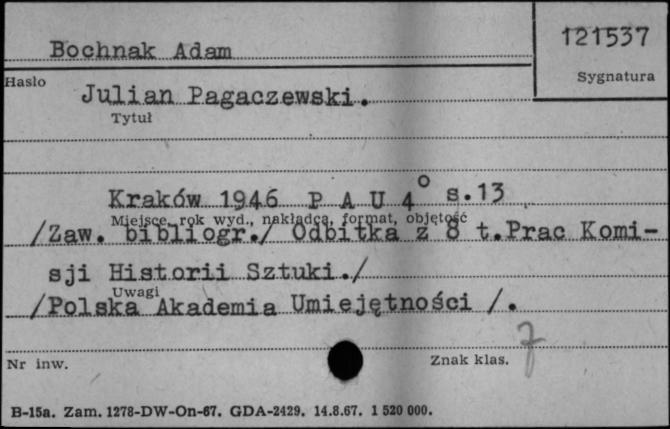 Bochnak Adam
121537
Hasło
Sygnatura
Julian Pagaczewski.
Tytuł
Kraków 1946 P A U 4° s.13
Miejsce, rok wyd., nakładca, format, objętość
/Zaw. bibliogr./ Odbitka z 8 t.Prac Komi-
sji Historii Sztuki./
Uwagi
/Polska Akademia Umiejętności /.
Nr inw.
Znak klas. 7
B-15a. Zam. 1278-DW-On-67. GDA-2429. 14.8.67. 1 520 000.